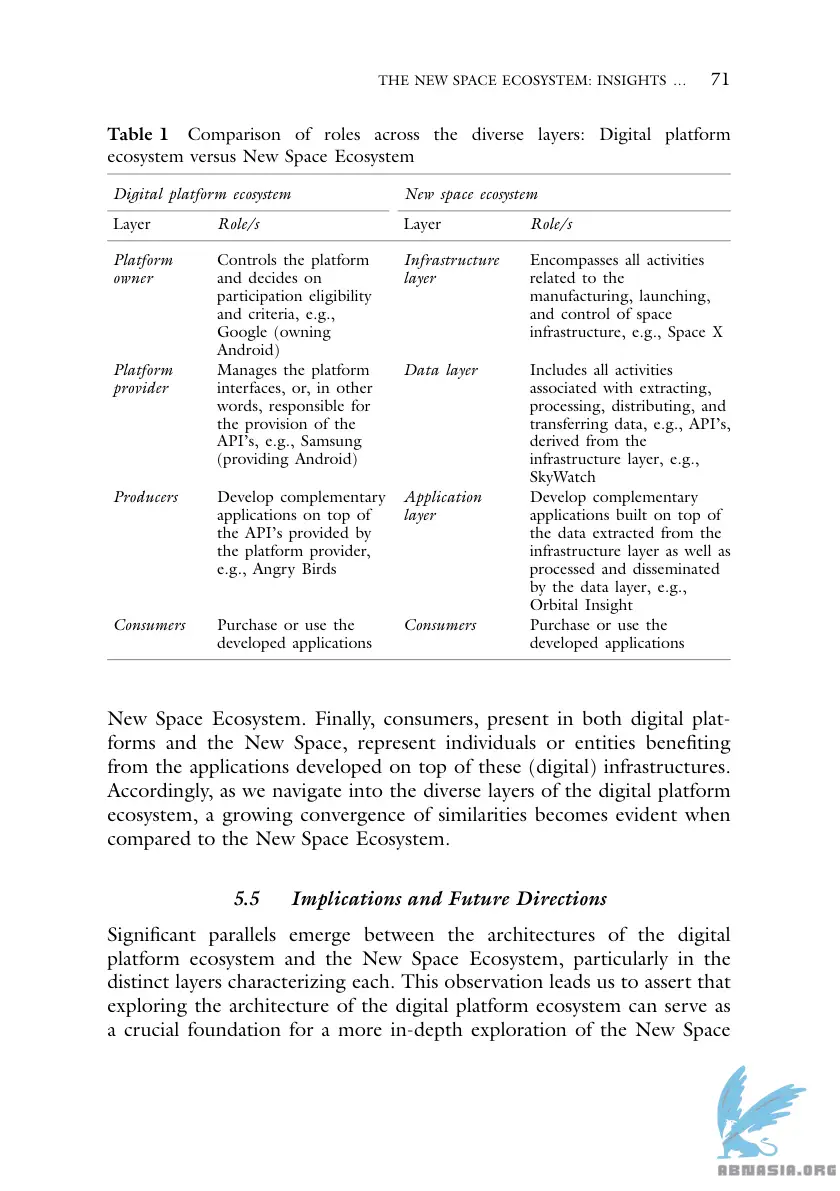 THE NEW SPACE ECOSYSTEM: INSIGHTS … 71
Table 1 Comparison of roles across the diverse layers: Digital platform
ecosystem versus New Space Ecosystem
Digital platform ecosystem New space ecosystem
Layer Role/s Layer Role/s
Platform Controls the platform Infrastructure Encompasses all activities
owner and decides on layer related to the
participation eligibility manufacturing, launching,
and criteria, e.g., and control of space
Google (owning infrastructure, e.g., Space X
Android)
Platform Manages the platform Data layer Includes all activities
provider interfaces, or, in other associated with extracting,
words, responsible for processing, distributing, and
the provision of the transferring data, e.g., API's,
API's, e.g., Samsung derived from the
(providing Android) infrastructure layer, e.g.,
SkyWatch
Producers Develop complementary Application Develop complementary
applications on top of layer applications built on top of
the API's provided by the data extracted from the
the platform provider, infrastructure layer as well as
e.g., Angry Birds processed and disseminated
by the data layer, e.g.,
Orbital Insight
Consumers Purchase or use the Consumers Purchase or use the
developed applications developed applications
New Space Ecosystem. Finally, consumers, present in both digital plat-
forms and the New Space, represent individuals or entities benefiting
from the applications developed on top of these (digital) infrastructures.
Accordingly, as we navigate into the diverse layers of the digital platform
ecosystem, a growing convergence of similarities becomes evident when
compared to the New Space Ecosystem.
5.5 Implications and Future Directions
Significant parallels emerge between the architectures of the digital
platform ecosystem and the New Space Ecosystem, particularly in the
distinct layers characterizing each. This observation leads us to assert that
exploring the architecture of the digital platform ecosystem can serve as
a crucial foundation for a more in-depth exploration of the New Space
ABNASIA.ORG